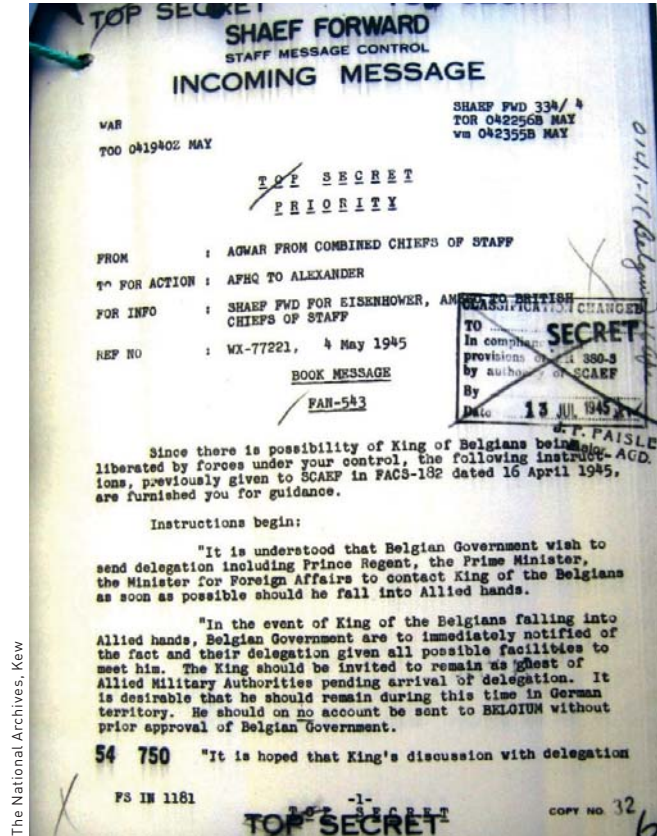 TOP SECRET TOP SECRET
SHAEF FORWARD
STAFF MESSAGE CONTROL
INCOMING MESSAGE
SHAEF FWD 334/4
WAR
TOR 042256B MAY
TOO 041940Z MAY
vm 042355B MAY
TOP SECRET
PRIORITY
FROM : AGWAR FROM COMBINED CHIEFS OF STAFF
TO FOR ACTION : AFHQ TO ALEXANDER
FOR INFO : SHAEF FWD FOR EISENHOWER, TO BRITISH
CHIEFS OF STAFF
REF NO : WX-77221, 4 May 1945
BOOK MESSAGE
FAN-543
CLASSIFICATION CHANGED
TO SECRET
In complian
provisions 380-5
by autho of SCAEF
By
Date 13 JUL 1945
J. F. PAISLE
Major, AGD.
Since there is possibility of King of Belgians being
liberated by forces under your control, the following instruct-
ions, previously given to SCAEF in FACS-182 dated 16 April 1945,
are furnished you for guidance.
Instructions begin:
"It is understood that Belgian Government wish to
send delegation including Prince Regent, the Prime Minister,
the Minister for Foreign Affairs to contact King of the Belgians
as soon as possible should he fall into Allied hands.
"In the event of King of the Belgians falling into
Allied hands, Belgian Government are to immediately notified of
the fact and their delegation given all possible facilities to
meet him. The King should be invited to remain as guest of
Allied Military Authorities pending arrival of delegation. It
is desirable that he should remain during this time in German
territory. He should on no account be sent to BELGIUM without
prior approval of Belgian Government.
54 750 "It is hoped that King's discussion with delegation
FS IN 1181
-1-
TOP SECRET
TOP SECRET
COPY NO 32
The National Archives, Kew